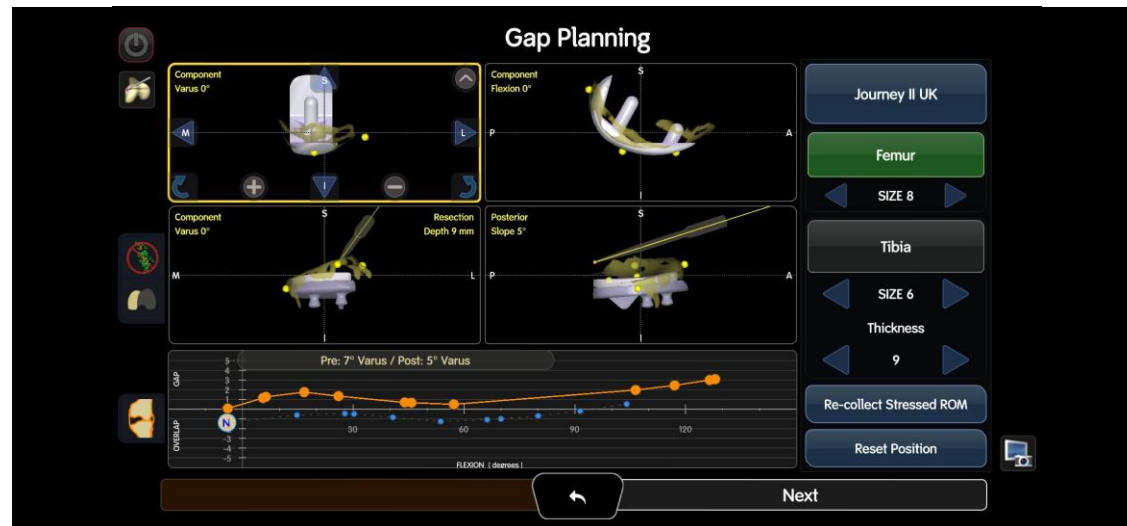 Gap Planning
Component
Varus 0°
S
M
L
I
Component
Flexion 0°
S
P
A
I
Component
Varus 0°
S
Resection
Depth 9 mm
M
L
I
Posterior
Slope 5°
S
P
A
I
Journey II UK
Femur
SIZE 8
Tibia
SIZE 6
Thickness
9
Re-collect Stressed ROM
Reset Position
Pre: 7° Varus / Post: 5° Varus
GAP
OVERLAP
5
4
3
2
1
N
-3
-4
-5
30
60
90
120
FLEXION [ degrees ]
Next